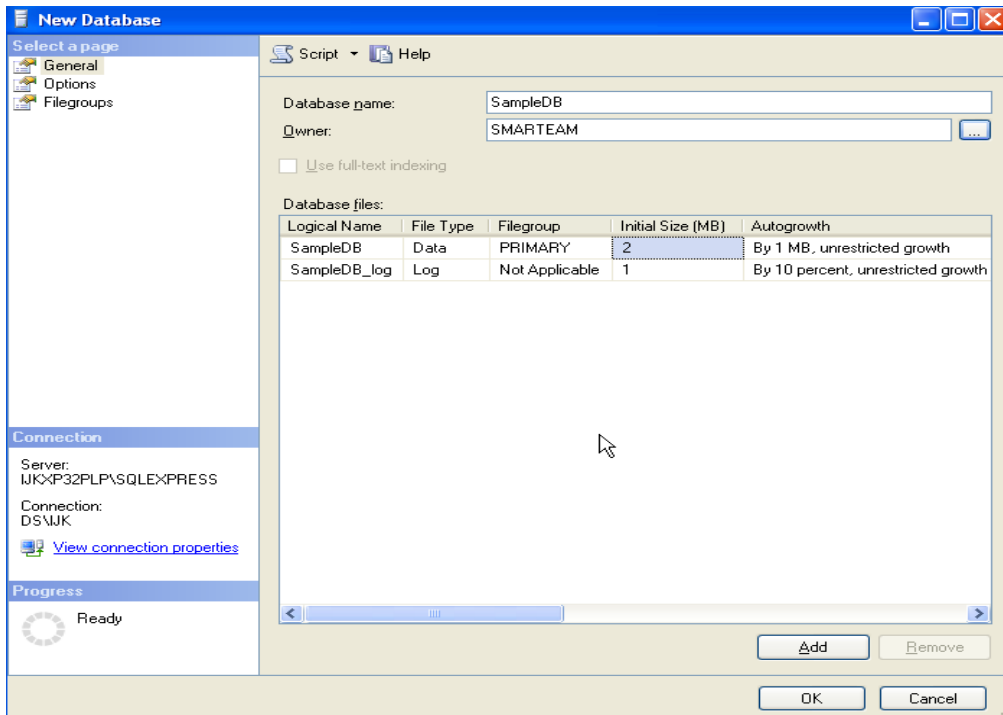 New Database
Select a page
General
Options
Filegroups
Script Help
Database name: SampleDB
Owner: SMARTEAM ...
Use full-text indexing
Database files:
Logical Name File Type Filegroup Initial Size (MB) Autogrowth
SampleDB Data PRIMARY 2 By 1 MB, unrestricted growth
SampleDB_log Log Not Applicable 1 By 10 percent, unrestricted growth
Connection
Server:
IJKXP32PLP\SQLEXPRESS
Connection:
DS\IJK
View connection properties
Progress
Ready
Add Remove
OK Cancel